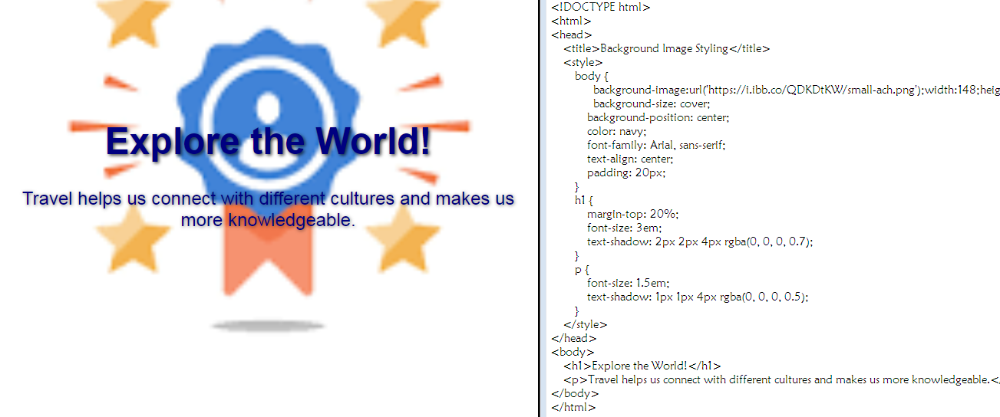 Explore the World!
Travel helps us connect with different cultures and makes us
more knowledgeable.
<!DOCTYPE html>
<html>
<head>
<title>Background Image Styling</title>
<style>
body {
background-image:url('https://i.ibb.co/QDKDtKW/small-ach.png');width:148;heig
background-size: cover;
background-position: center;
color: navy;
font-family: Arial, sans-serif;
text-align: center;
padding: 20px;
}
h1 {
margin-top: 20%;
font-size: 3em;
text-shadow: 2px 2px 4px rgba(0, 0, 0, 0.7);
}
p {
font-size: 1.5em;
text-shadow: 1px 1px 4px rgba(0, 0, 0, 0.5);
}
</style>
</head>
<body>
<h1>Explore the World!</h1>
<p>Travel helps us connect with different cultures and makes us more knowledgeable.</
</body>
</html>